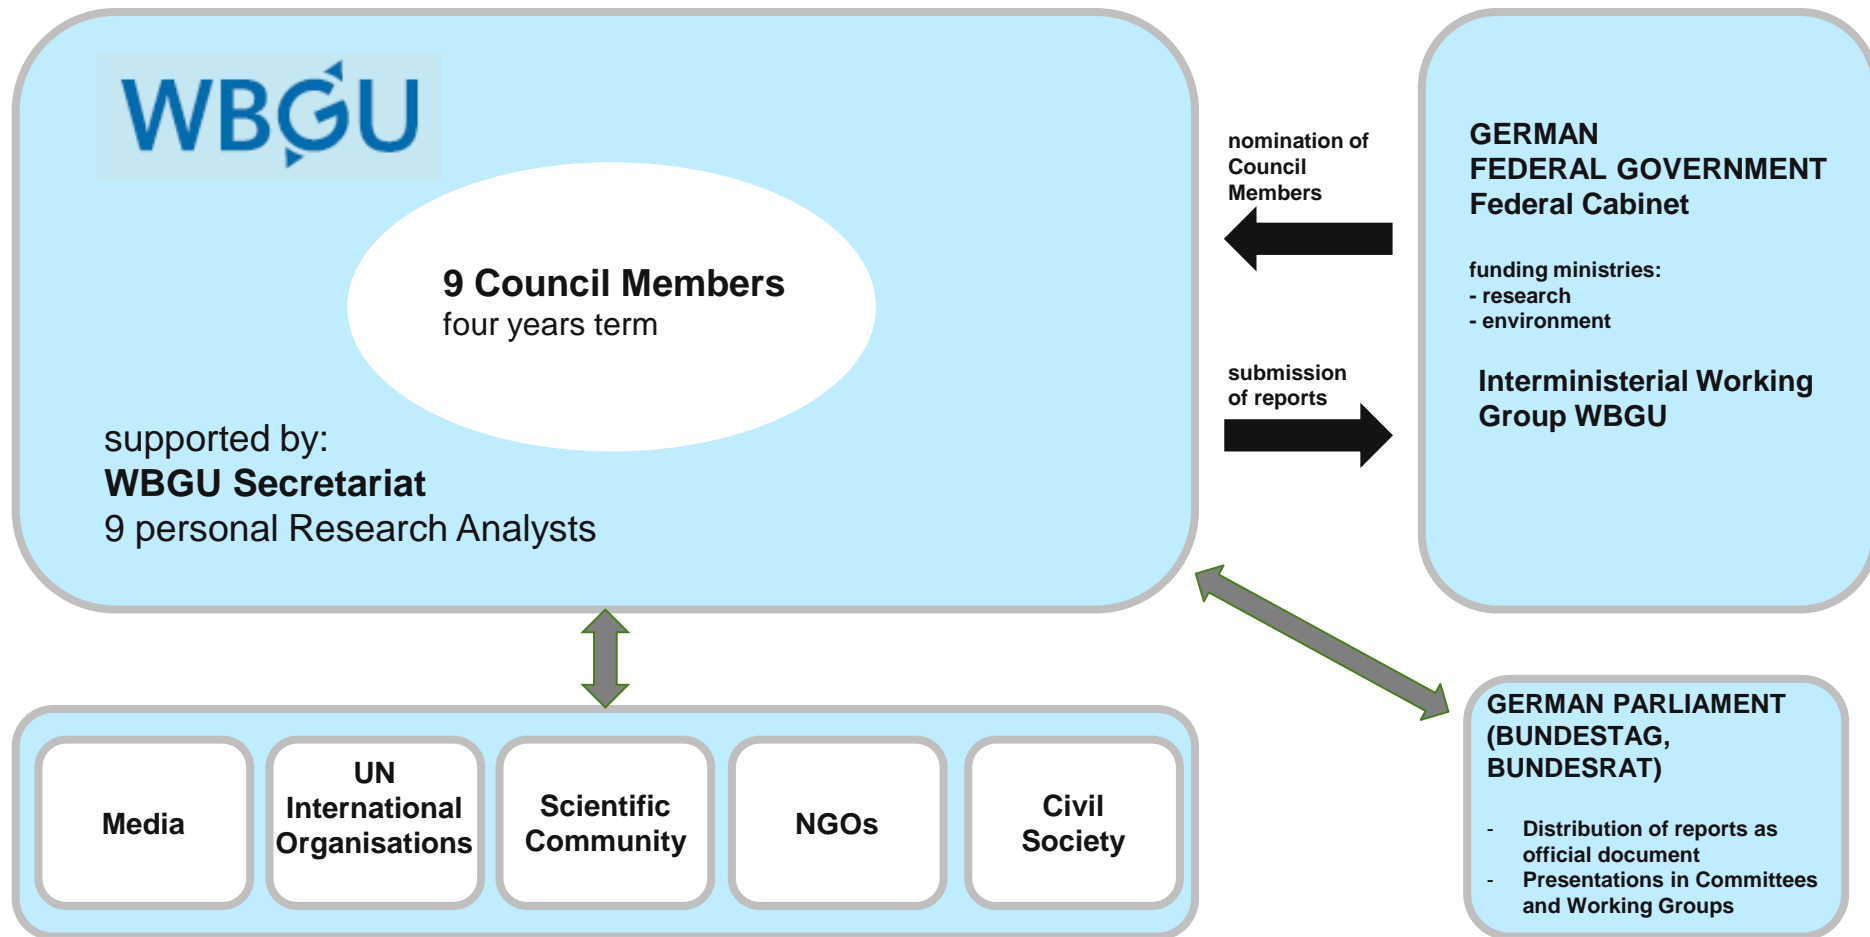 WBGU
9 Council Members
four years term
supported by:
WBGU Secretariat
9 personal Research Analysts
nomination of
Council
Members
submission
of reports
GERMAN
FEDERAL GOVERNMENT
Federal Cabinet
funding ministries:
- research
- environment
Interministerial Working
Group WBGU
Media
UN
International
Organisations
Scientific
Community
NGOs
Civil
Society
GERMAN PARLIAMENT
(BUNDESTAG,
BUNDESRAT)
- Distribution of reports as
official document
- Presentations in Committees
and Working Groups